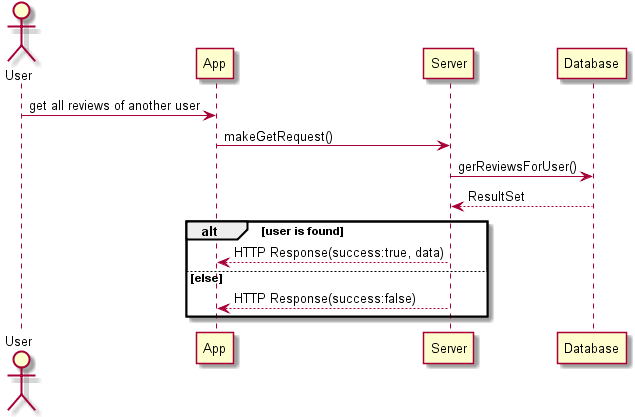 User
App
Server
Database
get all reviews of another user
makeGetRequest()
gerReviewsForUser()
ResultSet
alt [user is found]
HTTP Response(success:true, data)
[else]
HTTP Response(success:false)
User
App
Server
Database